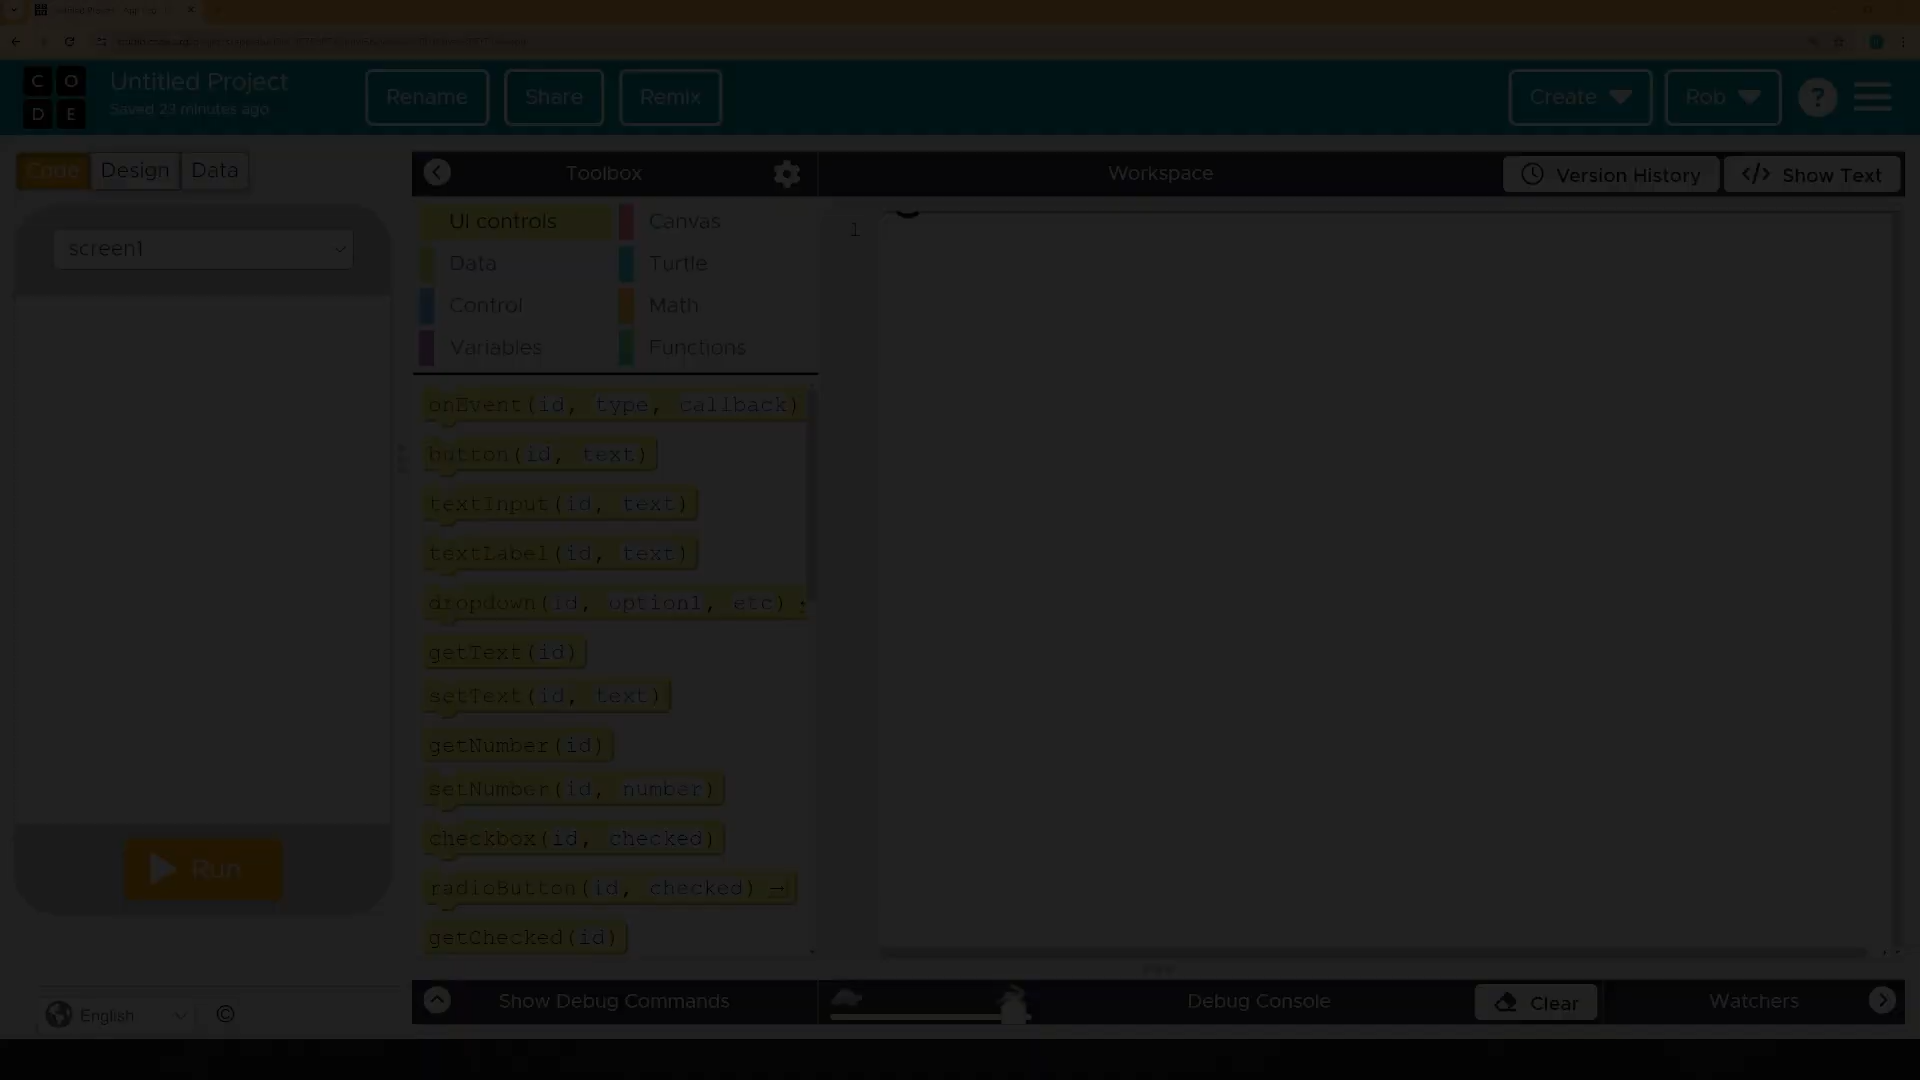 C O
D E
Untitled Project
Saved 23 minutes ago
Rename
Share
Remix
Create
Rob
?
Code
Design
Data
Toolbox
Workspace
Version History
</> Show Text
screen1
UI controls
Canvas
Data
Turtle
Control
Math
Variables
Functions
1
onEvent(id, type, callback)
button(id, text)
textInput(id, text)
textLabel(id, text)
dropdown(id, option1, etc)
getText(id)
setText(id, text)
getNumber(id)
setNumber(id, number)
checkbox(id, checked)
radioButton(id, checked) →
getChecked(id)
Run
English
©
Show Debug Commands
Debug Console
Clear
Watchers